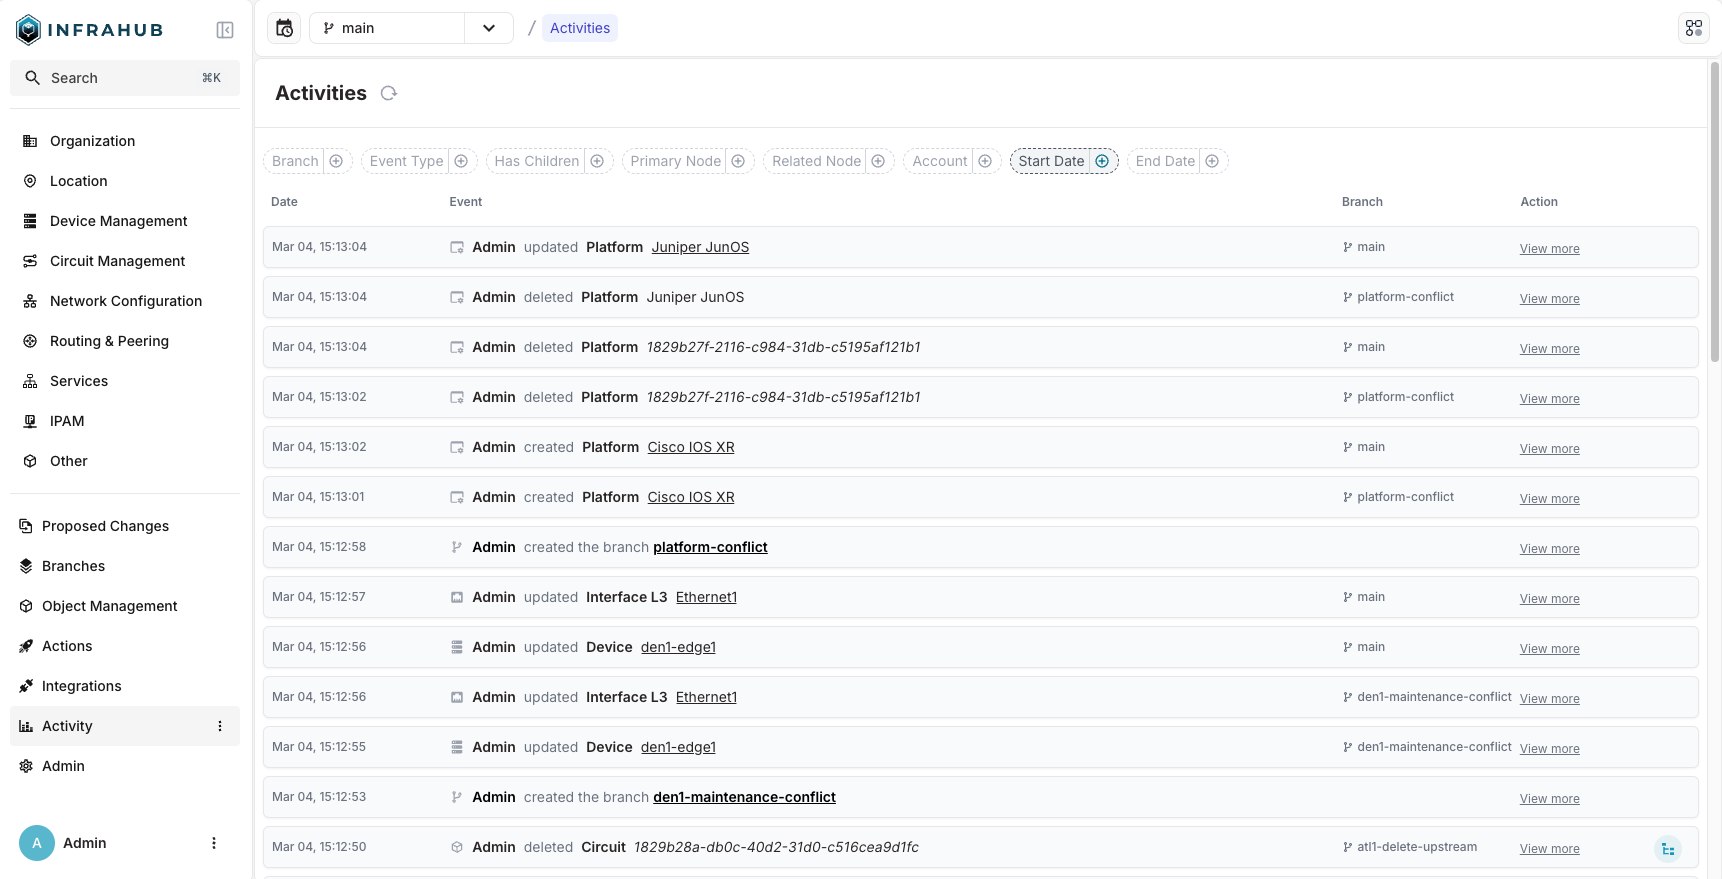 INFRAHUB
main
/ Activities
Search ⌘K
Organization
Location
Device Management
Circuit Management
Network Configuration
Routing & Peering
Services
IPAM
Other
Proposed Changes
Branches
Object Management
Actions
Integrations
Activity
Admin
A Admin
Activities
Branch Event Type Has Children Primary Node Related Node Account Start Date End Date
Date Event Branch Action
Mar 04, 15:13:04 Admin updated Platform Juniper JunOS main View more
Mar 04, 15:13:04 Admin deleted Platform Juniper JunOS platform-conflict View more
Mar 04, 15:13:04 Admin deleted Platform 1829b27f-2116-c984-31db-c5195af121b1 main View more
Mar 04, 15:13:02 Admin deleted Platform 1829b27f-2116-c984-31db-c5195af121b1 platform-conflict View more
Mar 04, 15:13:02 Admin created Platform Cisco IOS XR main View more
Mar 04, 15:13:01 Admin created Platform Cisco IOS XR platform-conflict View more
Mar 04, 15:12:58 Admin created the branch platform-conflict View more
Mar 04, 15:12:57 Admin updated Interface L3 Ethernet1 main View more
Mar 04, 15:12:56 Admin updated Device den1-edge1 main View more
Mar 04, 15:12:56 Admin updated Interface L3 Ethernet1 den1-maintenance-conflict View more
Mar 04, 15:12:55 Admin updated Device den1-edge1 den1-maintenance-conflict View more
Mar 04, 15:12:53 Admin created the branch den1-maintenance-conflict View more
Mar 04, 15:12:50 Admin deleted Circuit 1829b28a-db0c-40d2-31d0-c516cea9d1fc atl1-delete-upstream View more